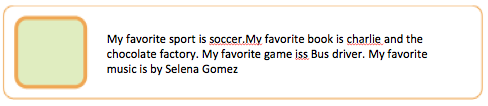 My favorite sport is soccer.My favorite book is charlie and the
chocolate factory. My favorite game iss Bus driver. My favorite
music is by Selena Gomez